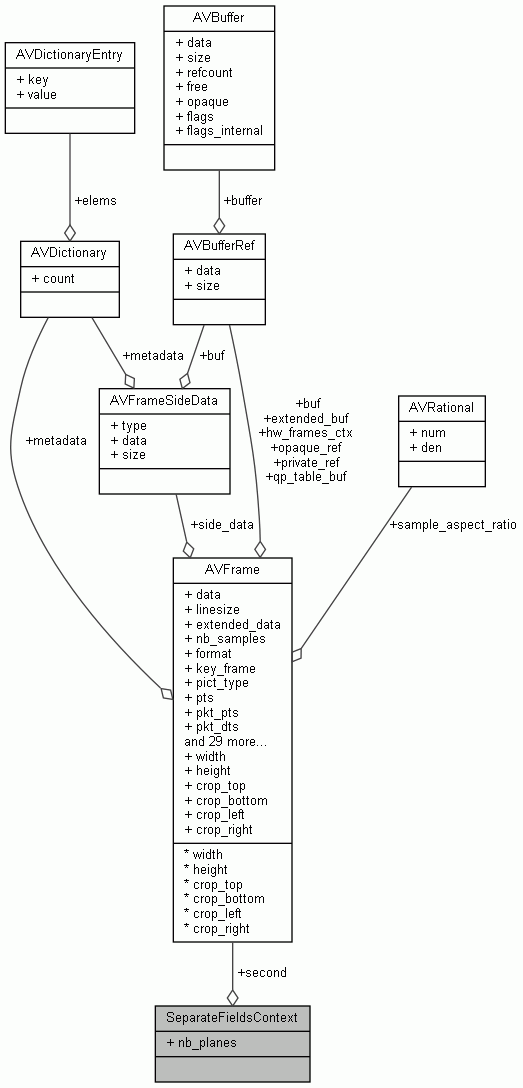 AVBuffer
+ data
+ size
+ refcount
+ free
+ opaque
+ flags
+ flags_internal
AVDictionaryEntry
+ key
+ value
+elems
+buffer
AVDictionary
+ count
AVBufferRef
+ data
+ size
+metadata
+buf
AVFrameSideData
+ type
+ data
+ size
+metadata
+buf
+extended_buf
+hw_frames_ctx
+opaque_ref
+private_ref
+qp_table_buf
AVRational
+ num
+ den
+side_data
+sample_aspect_ratio
AVFrame
+ data
+ linesize
+ extended_data
+ nb_samples
+ format
+ key_frame
+ pict_type
+ pts
+ pkt_pts
+ pkt_dts
and 29 more...
+ width
+ height
+ crop_top
+ crop_bottom
+ crop_left
+ crop_right
* width
* height
* crop_top
* crop_bottom
* crop_left
* crop_right
+second
SeparateFieldsContext
+ nb_planes